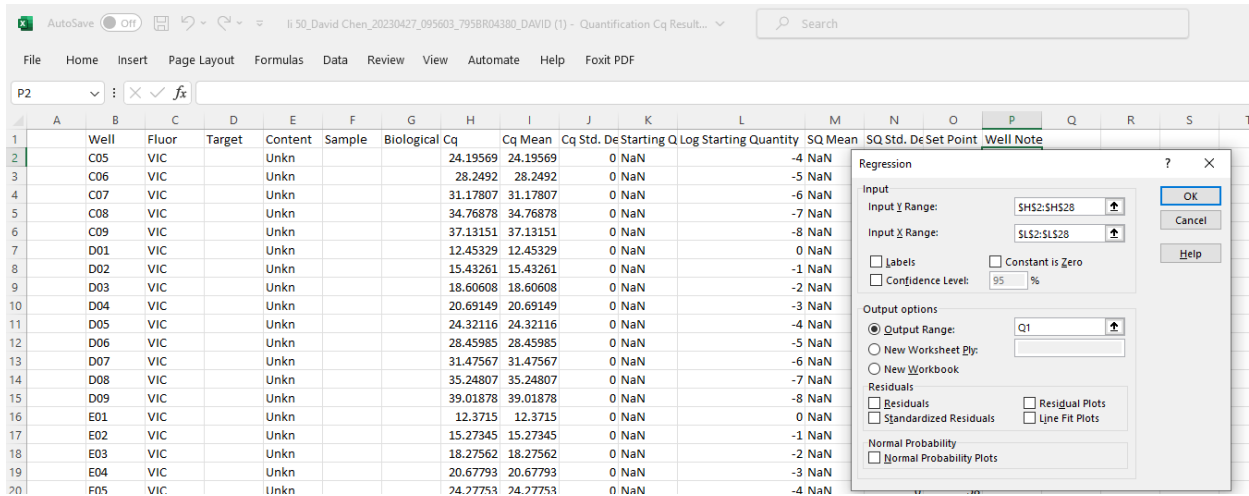 AutoSave Off li 50_David Chen_20230427_095603_795BR04380_DAVID (1) - Quantification Cq Result... Search
File Home Insert Page Layout Formulas Data Review View Automate Help Foxit PDF
P2 fx
A B C D E F G H I J K L M N O P Q R S
1 Well Fluor Target Content Sample Biological Cq Cq Mean Cq Std. De Starting Q Log Starting Quantity SQ Mean SQ Std. De Set Point Well Note
2 C05 VIC Unkn 24.19569 24.19569 0 NaN -4 NaN
3 C06 VIC Unkn 28.2492 28.2492 0 NaN -5 NaN
4 C07 VIC Unkn 31.17807 31.17807 0 NaN -6 NaN
5 C08 VIC Unkn 34.76878 34.76878 0 NaN -7 NaN
6 C09 VIC Unkn 37.13151 37.13151 0 NaN -8 NaN
7 D01 VIC Unkn 12.45329 12.45329 0 NaN 0 NaN
8 D02 VIC Unkn 15.43261 15.43261 0 NaN -1 NaN
9 D03 VIC Unkn 18.60608 18.60608 0 NaN -2 NaN
10 D04 VIC Unkn 20.69149 20.69149 0 NaN -3 NaN
11 D05 VIC Unkn 24.32116 24.32116 0 NaN -4 NaN
12 D06 VIC Unkn 28.45985 28.45985 0 NaN -5 NaN
13 D07 VIC Unkn 31.47567 31.47567 0 NaN -6 NaN
14 D08 VIC Unkn 35.24807 35.24807 0 NaN -7 NaN
15 D09 VIC Unkn 39.01878 39.01878 0 NaN -8 NaN
16 E01 VIC Unkn 12.3715 12.3715 0 NaN 0 NaN
17 E02 VIC Unkn 15.27345 15.27345 0 NaN -1 NaN
18 E03 VIC Unkn 18.27562 18.27562 0 NaN -2 NaN
19 E04 VIC Unkn 20.67793 20.67793 0 NaN -3 NaN
20 E05 VIC Unkn 24.27753 24.27753 0 NaN -4 NaN
Regression ?
Input
Input Y Range: $H$2:$H$28 OK
Input X Range: $L$2:$L$28 Cancel
Labels Constant is Zero Help
Confidence Level: 95 %
Output options
Output Range: Q1
New Worksheet Ply:
New Workbook
Residuals
Residuals Residual Plots
Standardized Residuals Line Fit Plots
Normal Probability
Normal Probability Plots